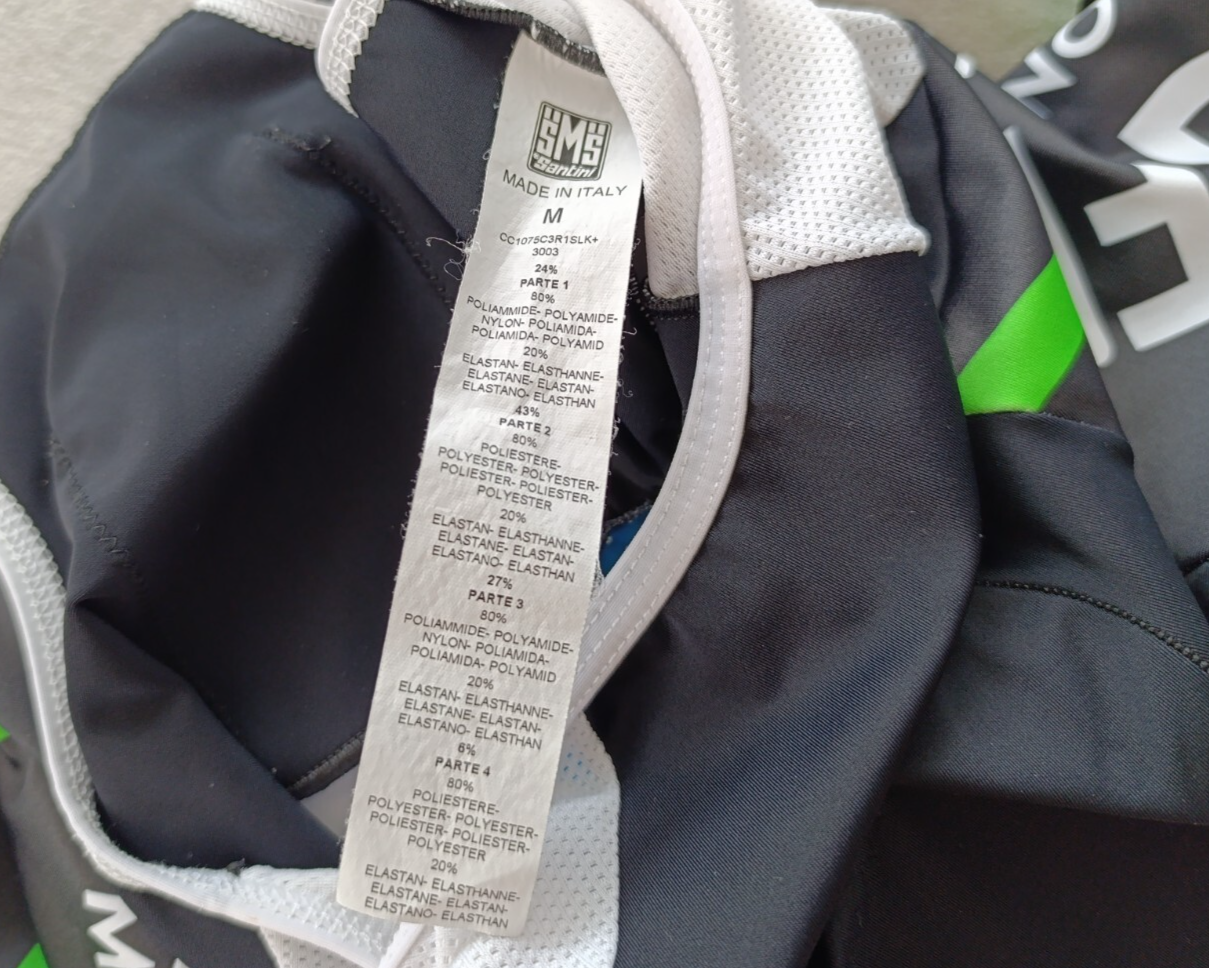 SMS
Santini
MADE IN ITALY
M
CC1075C3R1SLK+
3003
24%
PARTE 1
80%
POLIAMMIDE- POLYAMIDE-
NYLON- POLIAMIDA-
POLIAMIDA- POLYAMID
20%
ELASTAN- ELASTHANNE-
ELASTANE- ELASTAN-
ELASTANO- ELASTHAN
43%
PARTE 2
80%
POLIESTERE-
POLYESTER- POLYESTER-
POLIESTER- POLIESTER-
POLYESTER
20%
ELASTAN- ELASTHANNE-
ELASTANE- ELASTAN-
ELASTANO- ELASTHAN
27%
PARTE 3
80%
POLIAMMIDE- POLYAMIDE-
NYLON- POLIAMIDA-
POLIAMIDA- POLYAMID
20%
ELASTAN- ELASTHANNE-
ELASTANE- ELASTAN-
ELASTANO- ELASTHAN
6%
PARTE 4
80%
POLIESTERE-
POLYESTER- POLYESTER-
POLIESTER- POLIESTER-
POLYESTER
20%
ELASTAN- ELASTHANNE-
ELASTANE- ELASTAN-
ELASTANO- ELASTHAN